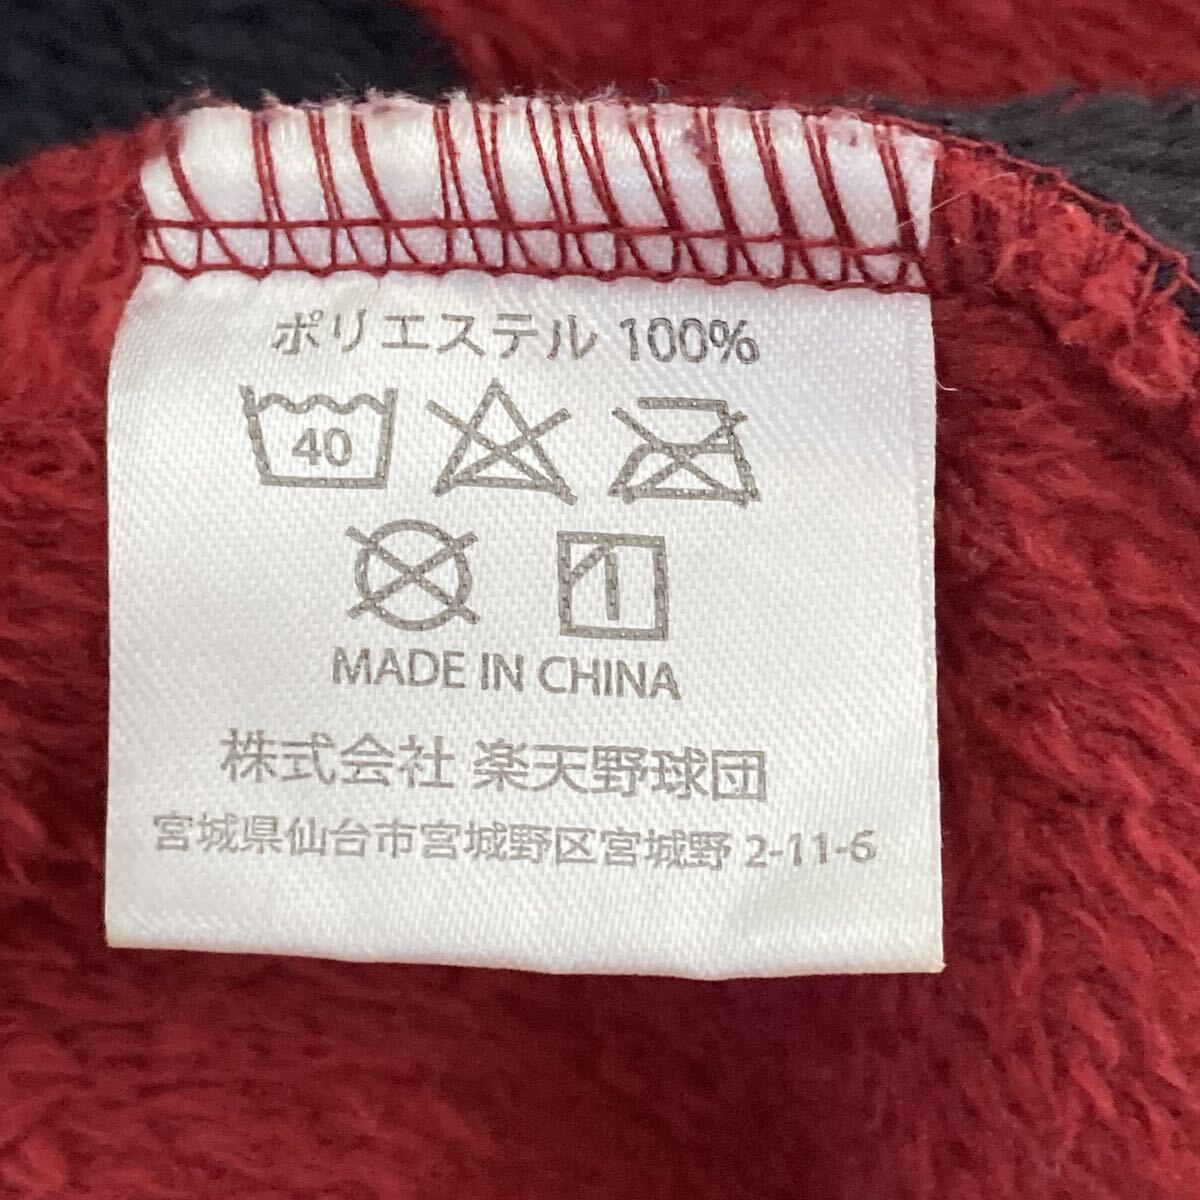 ポリエステル 100%
40
MADE IN CHINA
株式会社 楽天野球団
宮城県仙台市宮城野区宮城野 2-11-6